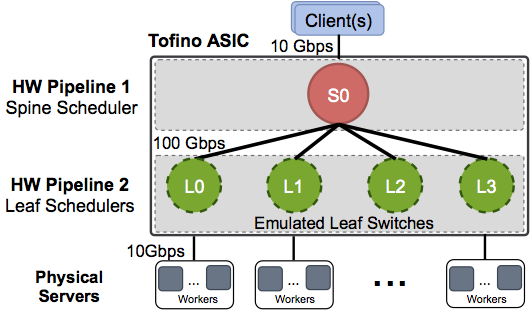 Client(s)
Tofino ASIC
10 Gbps
HW Pipeline 1
Spine Scheduler
S0
100 Gbps
HW Pipeline 2
Leaf Schedulers
L0
L1
L2
L3
Emulated Leaf Switches
10Gbps
Physical
Servers
...
Workers
...
Workers
...
...
Workers